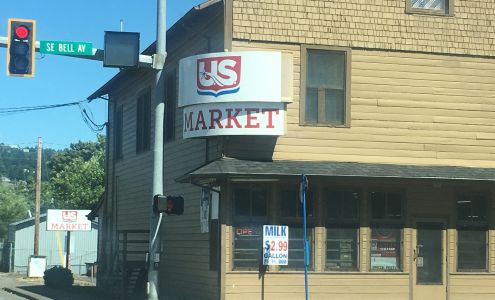 SE BELL AV
US
MARKET
US
MARKET
MILK
$2.99
GALLON